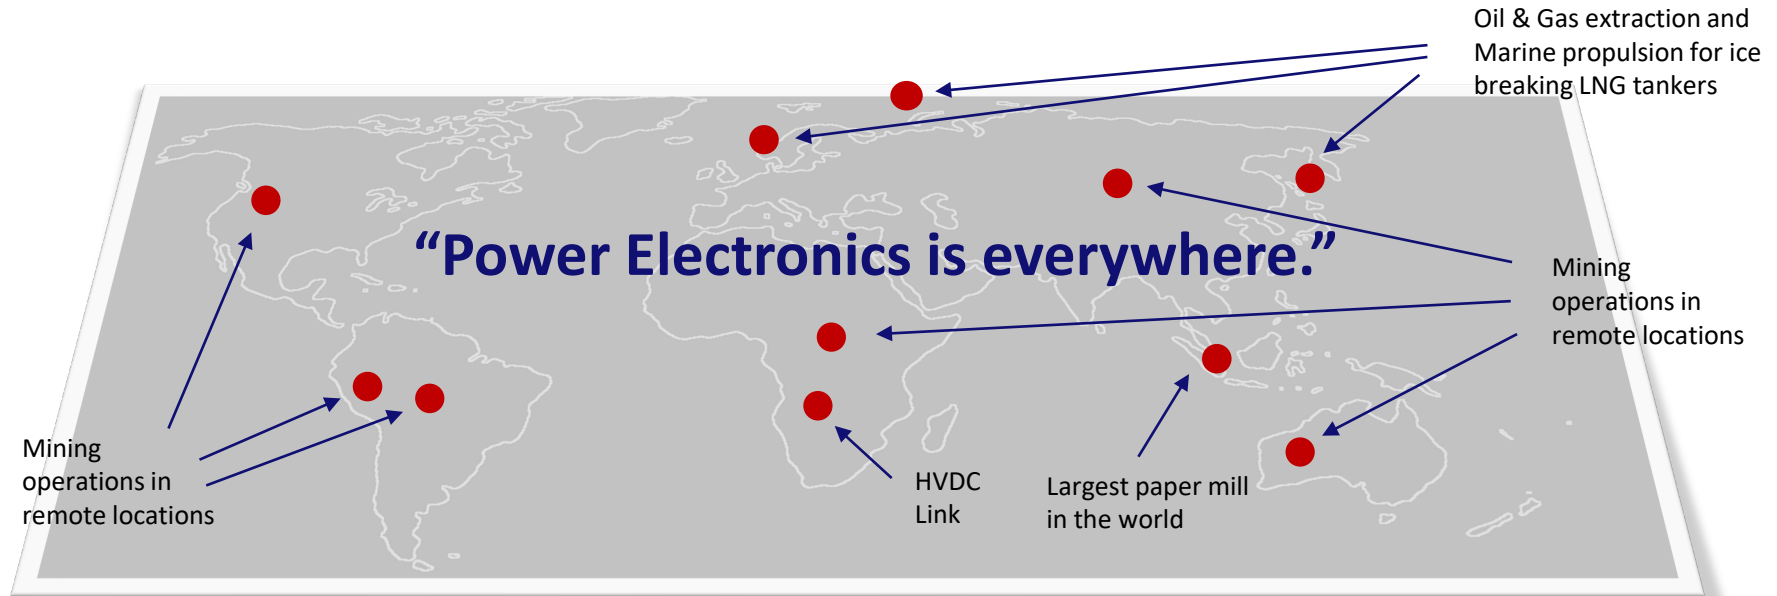 Oil & Gas extraction and
Marine propulsion for ice
breaking LNG tankers
“Power Electronics is everywhere.”
Mining
operations in
remote locations
Mining
operations in
remote locations
HVDC
Link
Largest paper mill
in the world